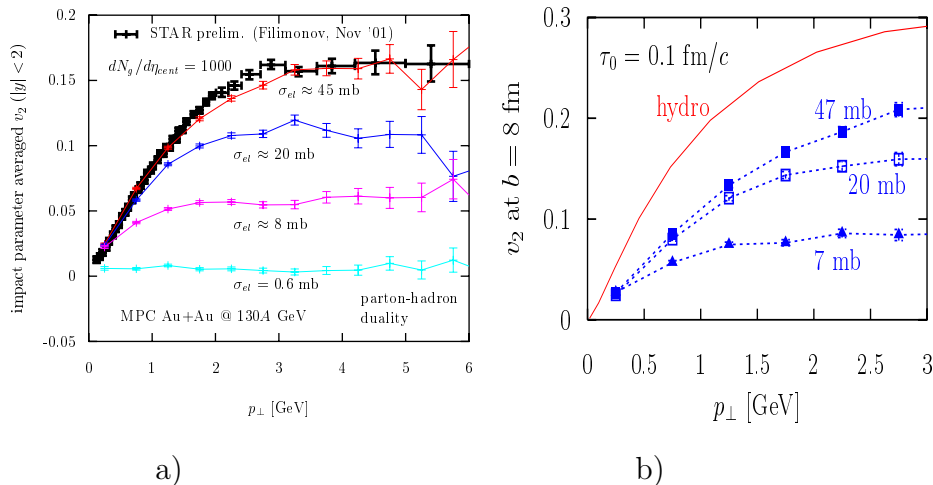 STAR prelim. (Filimonov, Nov '01)
dN_g/dη_cent = 1000
σ_el ≈ 45 mb
σ_el ≈ 20 mb
σ_el ≈ 8 mb
σ_el = 0.6 mb
parton-hadron
duality
MPC Au+Au @ 130A GeV
impact parameter averaged v_2 (|y| < 2)
0.2
0.15
0.1
0.05
0
-0.05
0 1 2 3 4 5 6
p_⊥ [GeV]
a)
τ_0 = 0.1 fm/c
hydro
47 mb
20 mb
7 mb
v_2 at b = 8 fm
0.3
0.2
0.1
0
0 0.5 1 1.5 2 2.5 3
p_⊥ [GeV]
b)